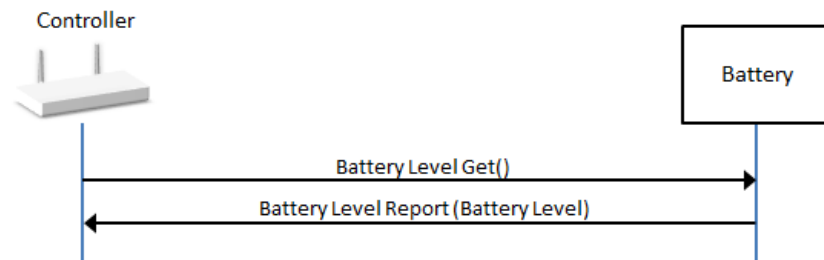 Controller
Battery
Battery Level Get()
Battery Level Report (Battery Level)